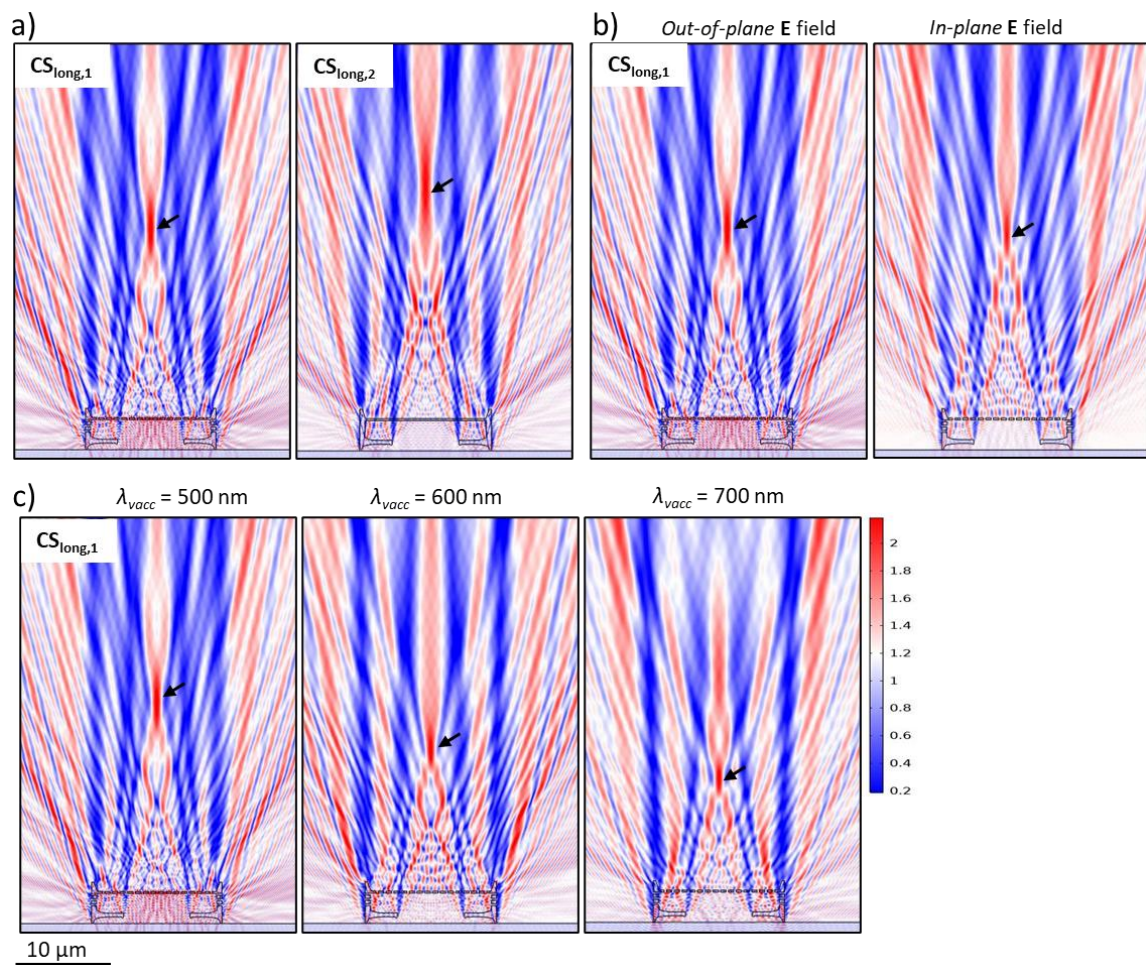 a)
b)
Out-of-plane E field
In-plane E field
CSlong,1
CSlong,2
CSlong,1
c)
λvacc = 500 nm
λvacc = 600 nm
λvacc = 700 nm
CSlong,1
2
1.8
1.6
1.4
1.2
1
0.8
0.6
0.4
0.2
10 µm